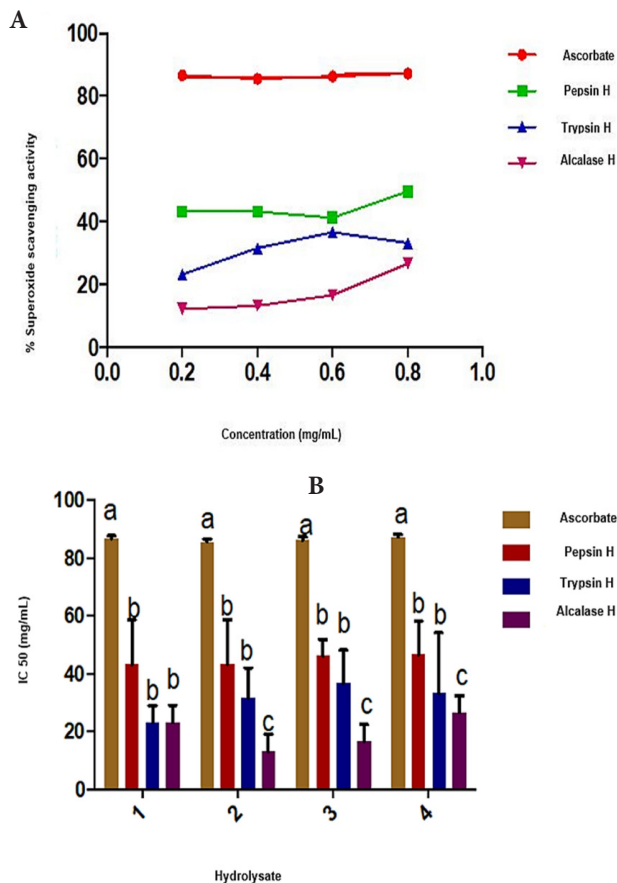 A
100
80
60
40
20
0
0.0 0.2 0.4 0.6 0.8 1.0
% Superoxide scavenging activity
Concentration (mg/mL)
Ascorbate
Pepsin H
Trypsin H
Alcalase H
B
100
80
60
40
20
0
IC 50 (mg/mL)
a b b b
a b b c
a b b c
a b b c
1 2 3 4
Hydrolysate
Ascorbate
Pepsin H
Trypsin H
Alcalase H